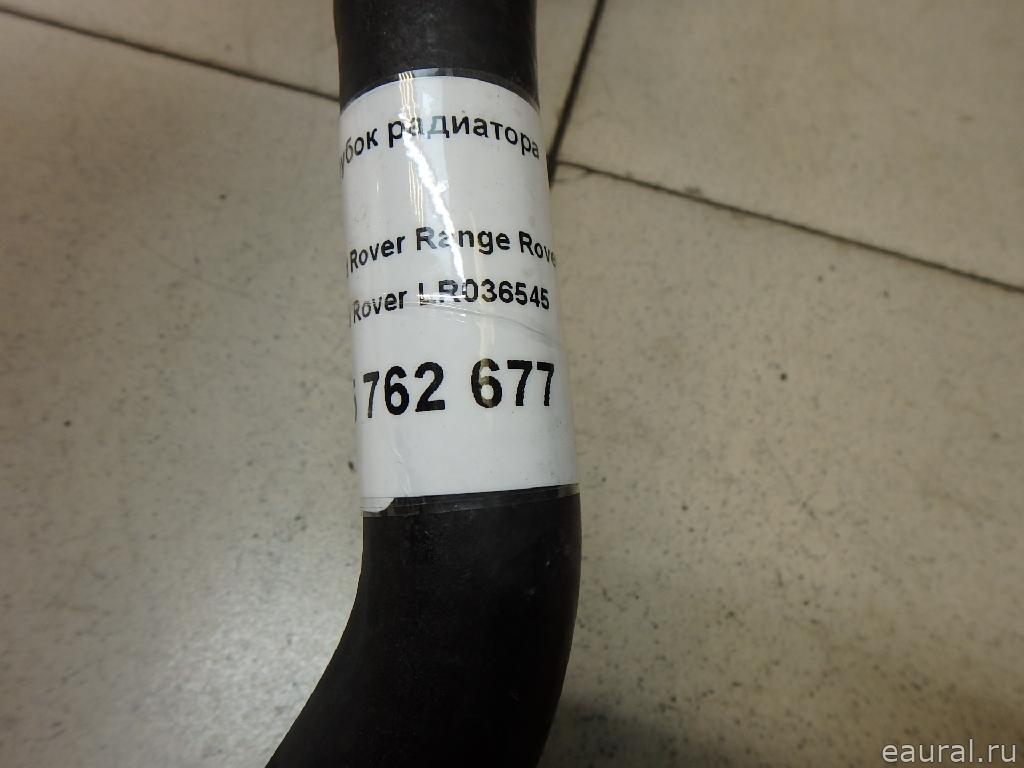 убок радиатора
Rover Range Rove
Rover LR036545
762 677
eaural.ru